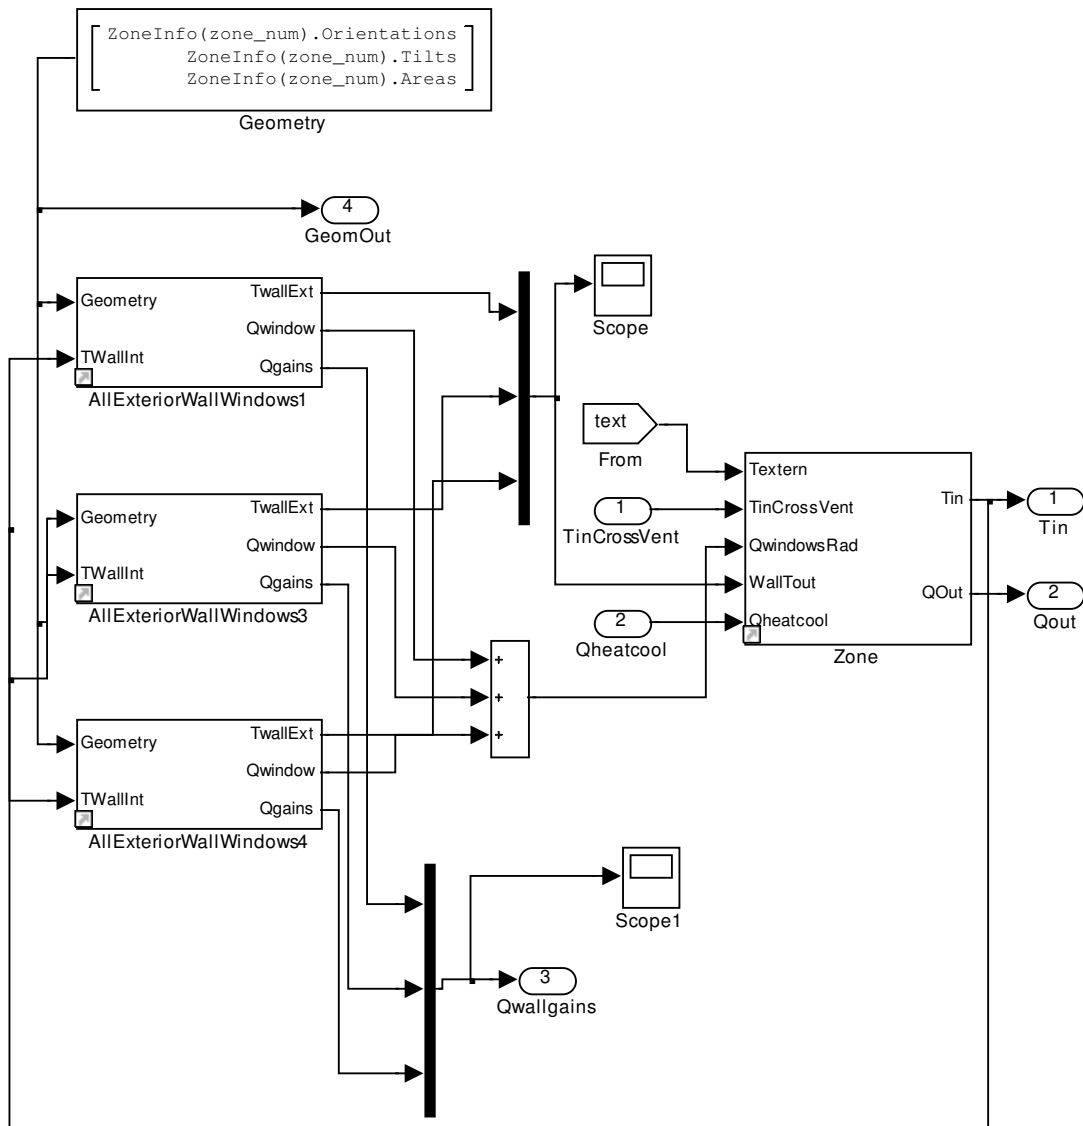 ZoneInfo(zone_num).Orientations
ZoneInfo(zone_num).Tilts
ZoneInfo(zone_num).Areas
Geometry
4
GeomOut
Geometry
TWallInt
TwallExt
Qwindow
Qgains
AllExteriorWallWindows1
Scope
text
From
1
TinCrossVent
2
Qheatcool
Geometry
TWallInt
TwallExt
Qwindow
Qgains
AllExteriorWallWindows3
Textern
TinCrossVent
QwindowsRad
WallTout
Qheatcool
Tin
QOut
Zone
1
Tin
2
Qout
+
+
+
Geometry
TWallInt
TwallExt
Qwindow
Qgains
AllExteriorWallWindows4
Scope1
3
Qwallgains